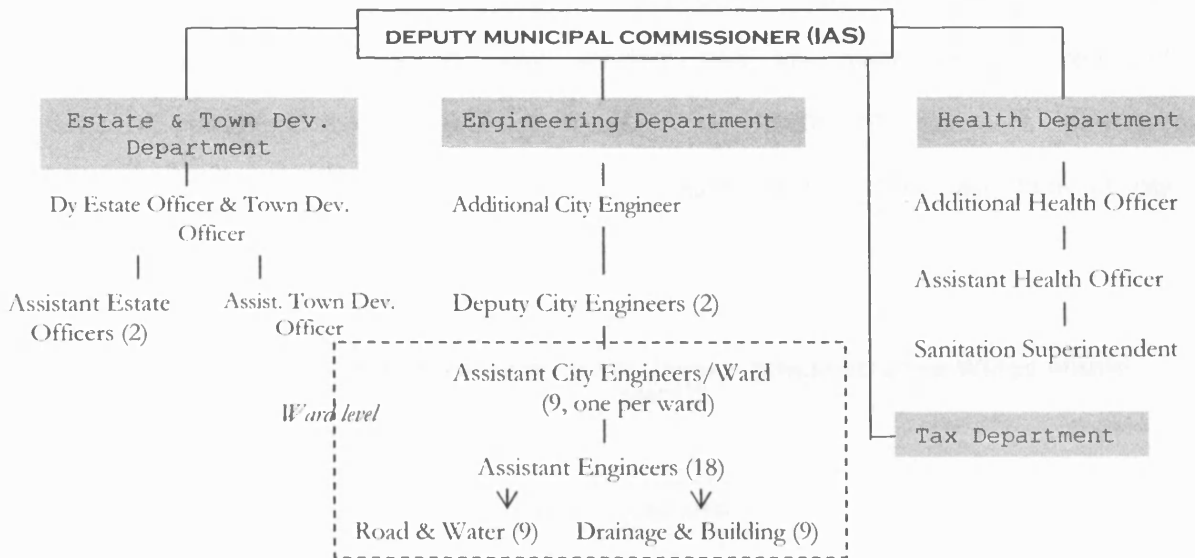 DEPUTY MUNICIPAL COMMISSIONER (IAS)
Estate & Town Dev.
Department
Dy Estate Officer & Town Dev.
Officer
Assistant Estate
Officers (2)
Assist. Town Dev.
Officer
Engineering Department
Additional City Engineer
Deputy City Engineers (2)
Ward level
Assistant City Engineers/Ward
(9, one per ward)
Assistant Engineers (18)
Road & Water (9)
Drainage & Building (9)
Health Department
Additional Health Officer
Assistant Health Officer
Sanitation Superintendent
Tax Department